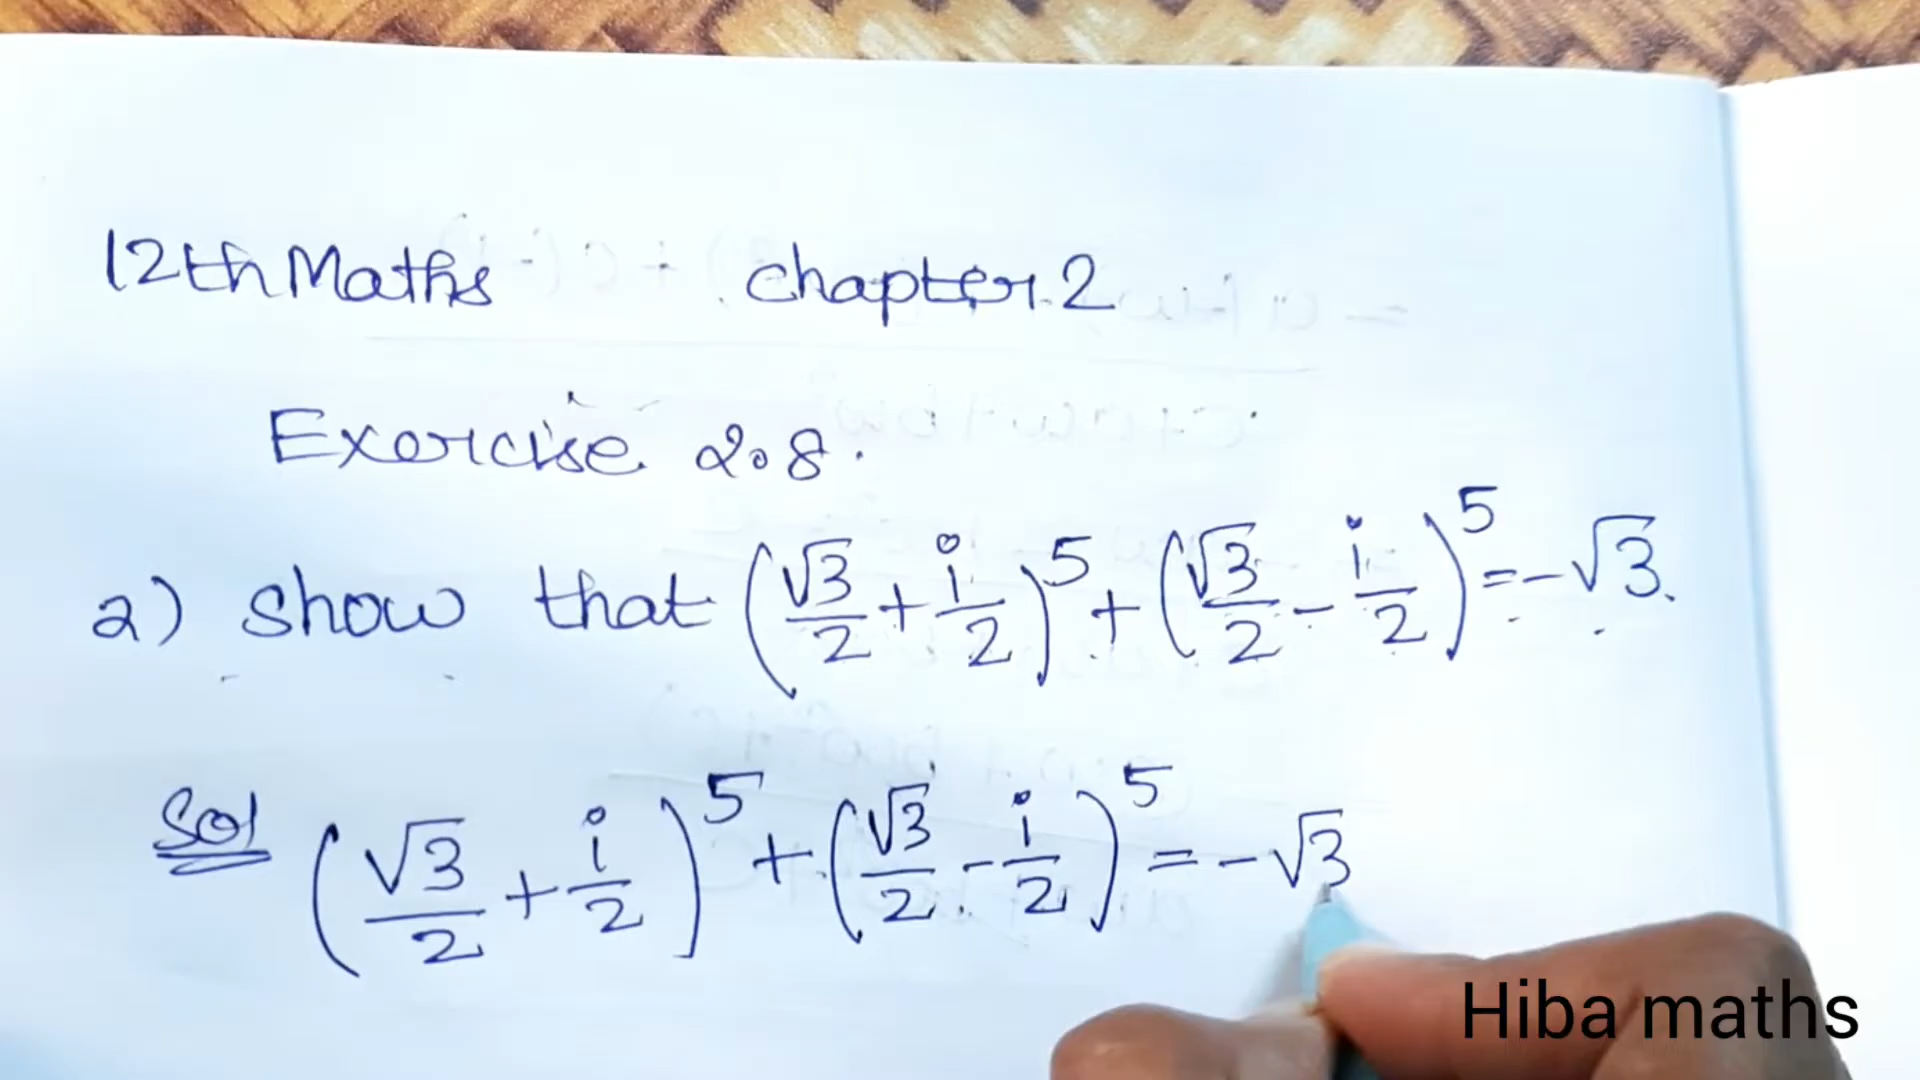 12th Maths chapter 2
Exercise 2.8.
2) show that (√3/2 + i/2)^5 + (√3/2 - i/2)^5 = -√3.
Sol (√3/2 + i/2)^5 + (√3/2 - i/2)^5 = -√3
Hiba maths